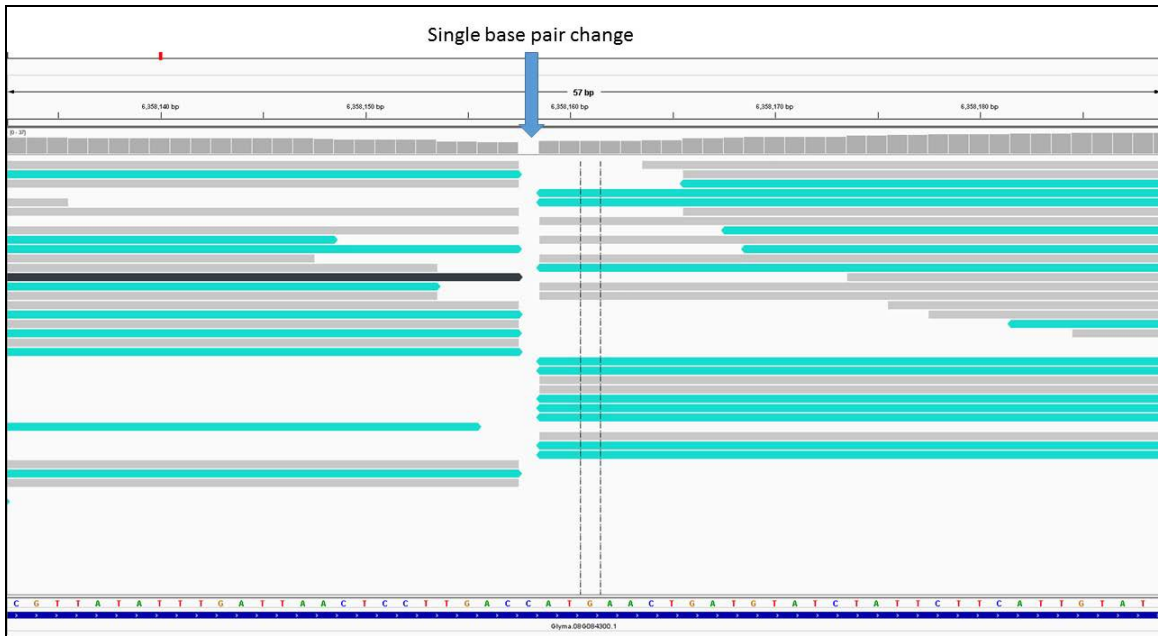 Single base pair change
57 bp
6,358,140 bp 6,358,150 bp 6,358,160 bp 6,358,170 bp 6,358,180 bp
[0 - 37]
C G T T A T A T T T G A T T A A C T C C T T G A C C A T G A A C T G A T G T A T C T A T T C T T C A T T G T A T
Glyma.08G084300.1